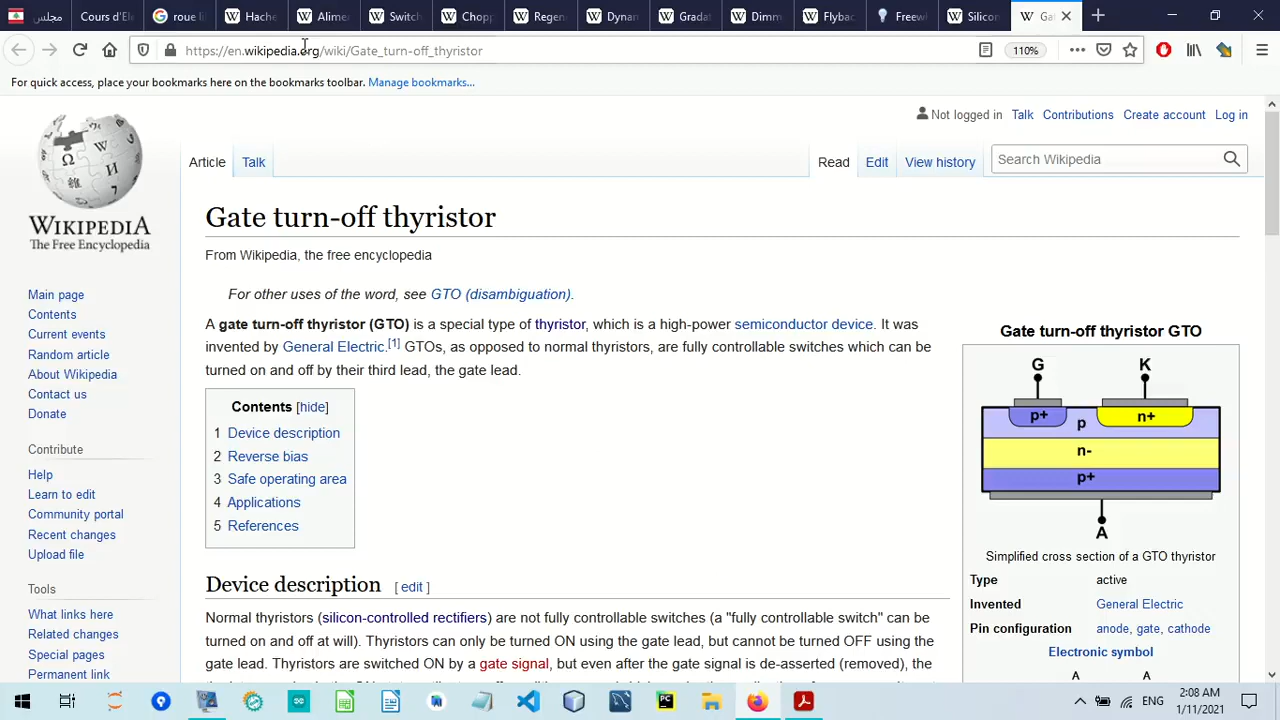 مجلس
Cours d'El
roue li
Hache
Alimen
Switch
Chopp
Regen
Dynan
Gradat
Dimm
Flyba
Freewl
Silicon
Ga
https://en.wikipedia.org/wiki/Gate_turn-off_thyristor
110%
For quick access, place your bookmarks here on the bookmarks toolbar. Manage bookmarks...
Not logged in Talk Contributions Create account Log in
Article Talk Read Edit View history Search Wikipedia
WIKIPEDIA
The Free Encyclopedia
Main page
Contents
Current events
Random article
About Wikipedia
Contact us
Donate
Contribute
Help
Learn to edit
Community portal
Recent changes
Upload file
Tools
What links here
Related changes
Special pages
Permanent link
Gate turn-off thyristor
From Wikipedia, the free encyclopedia
For other uses of the word, see GTO (disambiguation).
A gate turn-off thyristor (GTO) is a special type of thyristor, which is a high-power semiconductor device. It was
invented by General Electric.[1] GTOs, as opposed to normal thyristors, are fully controllable switches which can be
turned on and off by their third lead, the gate lead.
Contents [hide]
1 Device description
2 Reverse bias
3 Safe operating area
4 Applications
5 References
Device description [ edit ]
Normal thyristors (silicon-controlled rectifiers) are not fully controllable switches (a "fully controllable switch" can be
turned on and off at will). Thyristors can only be turned ON using the gate lead, but cannot be turned OFF using the
gate lead. Thyristors are switched ON by a gate signal, but even after the gate signal is de-asserted (removed), the
Gate turn-off thyristor GTO
G K
p+ p n+
n-
p+
A
Simplified cross section of a GTO thyristor
Type active
Invented General Electric
Pin configuration anode, gate, cathode
Electronic symbol
A A
ENG
2:08 AM
1/11/2021